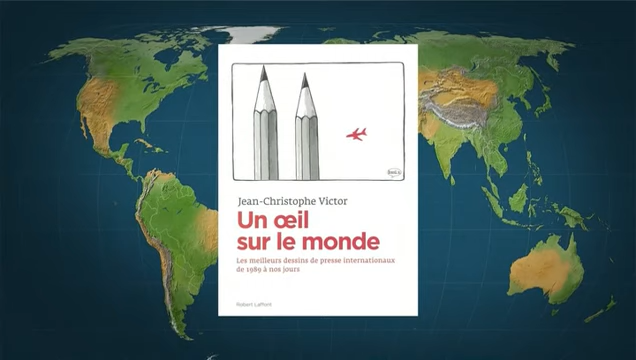 Jean-Christophe Victor
Un œil
sur le monde
Les meilleurs dessins de presse internationaux
de 1989 à nos jours
Robert Laffont